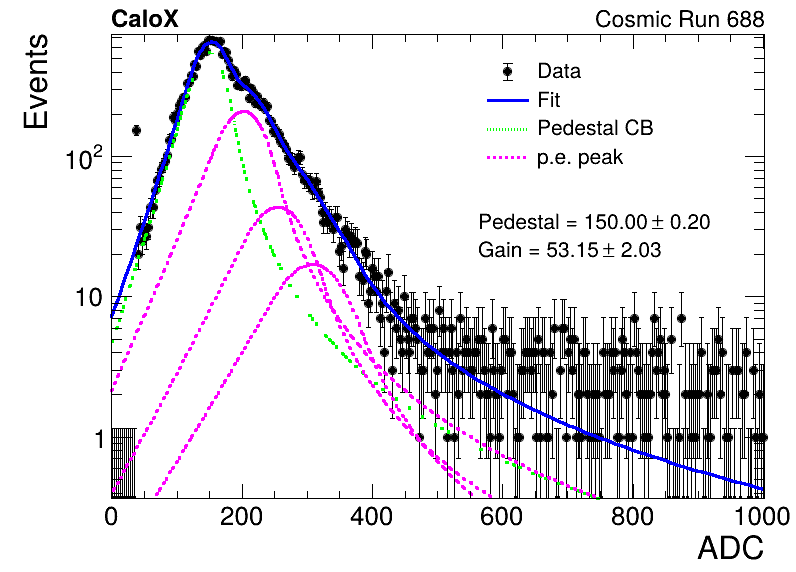 CaloX Cosmic Run 688
Events
Data
Fit
Pedestal CB
p.e. peak
Pedestal = 150.00 ± 0.20
Gain = 53.15 ± 2.03
10²
10
1
0 200 400 600 800 1000
ADC